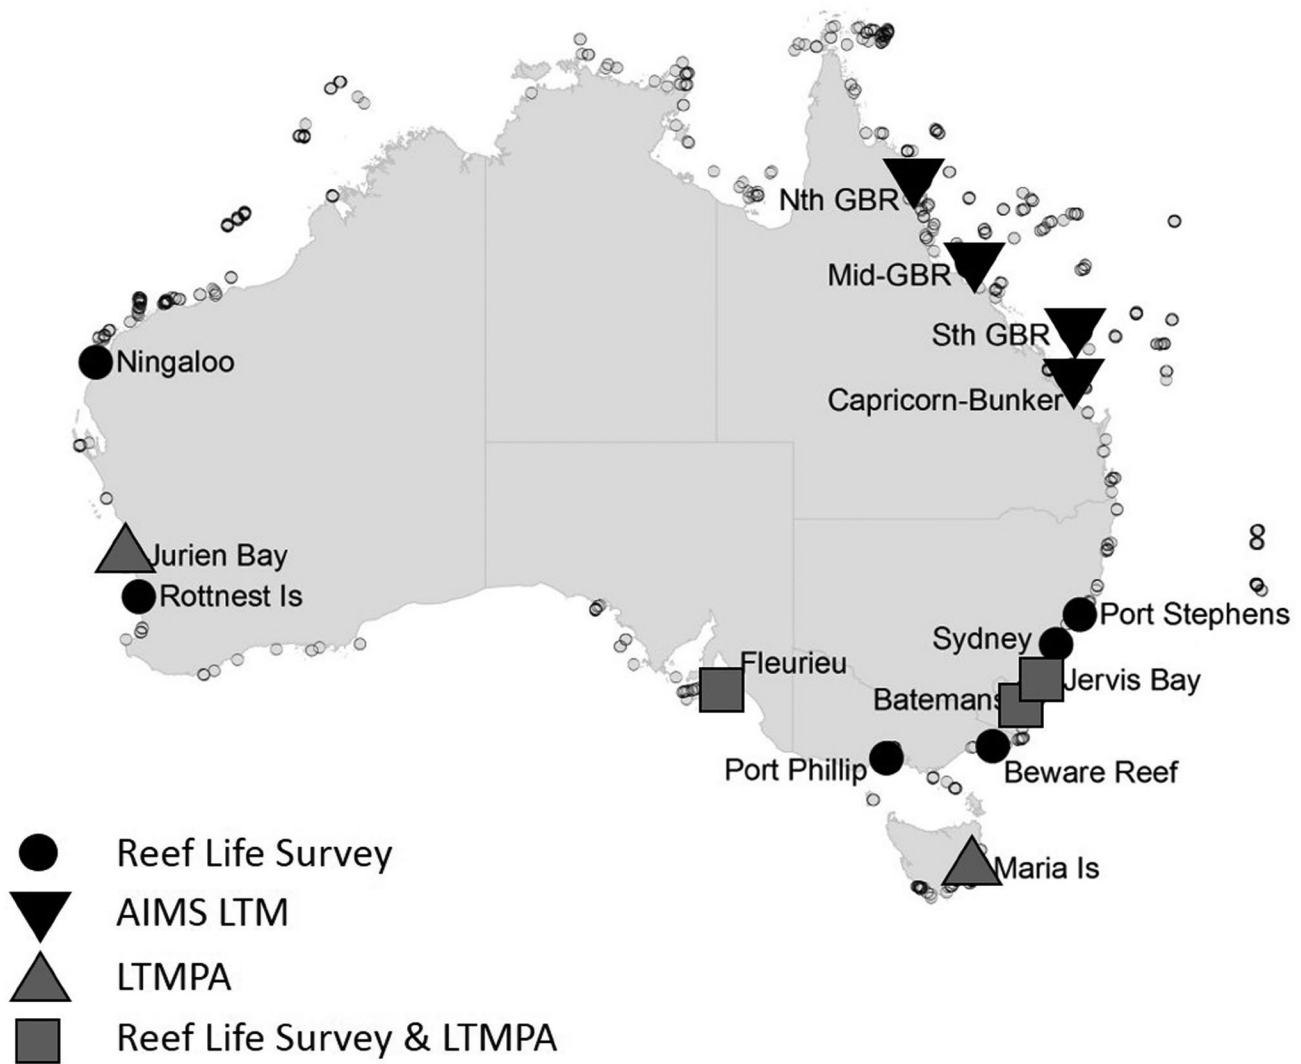 Nth GBR
Mid-GBR
Sth GBR
Ningaloo
Capricorn-Bunker
Jurien Bay
Rottnest Is
Port Stephens
Sydney
Fleurieu
Jervis Bay
Batemans
Port Phillip
Beware Reef
Maria Is
Reef Life Survey
AIMS LTM
LTMPA
Reef Life Survey & LTMPA